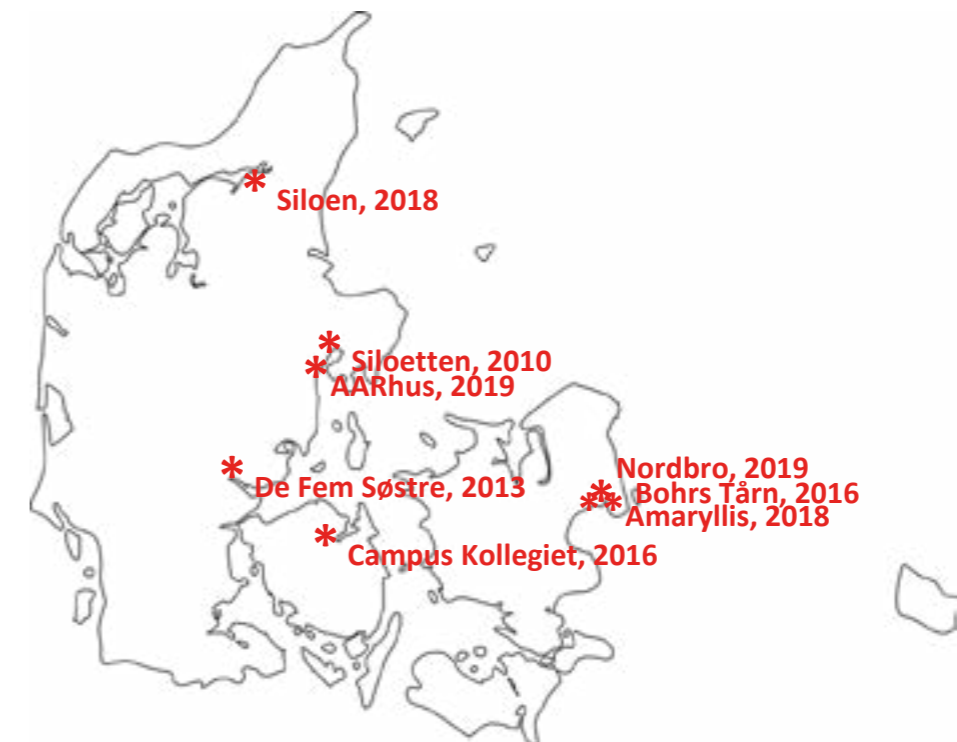 Siloen, 2018
Siloetten, 2010
AARhus, 2019
De Fem Søstre, 2013
Nordbro, 2019
Bohrs Tårn, 2016
Amaryllis, 2018
Campus Kollegiet, 2016